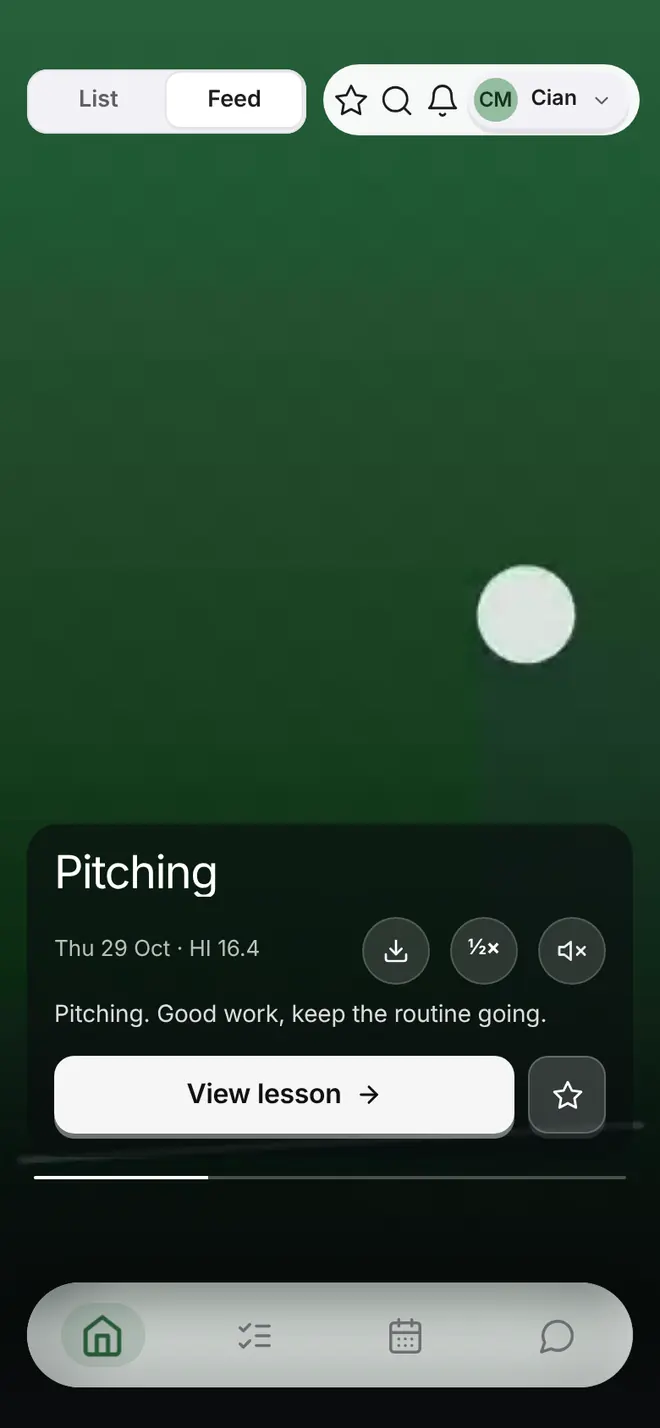 List
Feed
CM
Cian
Pitching
Thu 29 Oct · HI 16.4
½×
Pitching. Good work, keep the routine going.
View lesson →